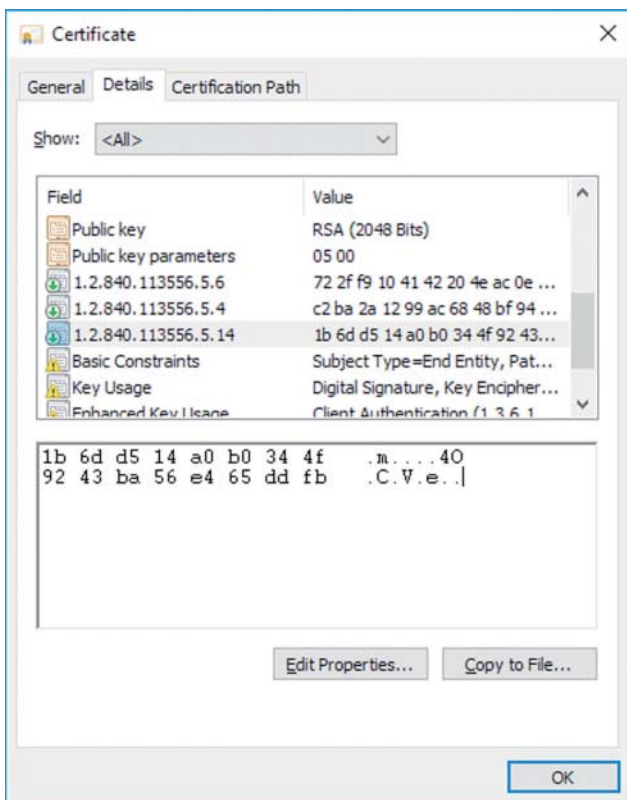 Certificate
General Details Certification Path
Show: <All>
Field Value
Public key RSA (2048 Bits)
Public key parameters 05 00
1.2.840.113556.5.6 72 2f f9 10 41 42 20 4e ac 0e ...
1.2.840.113556.5.4 c2 ba 2a 12 99 ac 68 48 bf 94 ...
1.2.840.113556.5.14 1b 6d d5 14 a0 b0 34 4f 92 43...
Basic Constraints Subject Type=End Entity, Pat...
Key Usage Digital Signature, Key Encipher...
Enhanced Key Usage Client Authentication (1.3.6.1
1b 6d d5 14 a0 b0 34 4f .m....4O
92 43 ba 56 e4 65 dd fb .C.V.e..
Edit Properties... Copy to File...
OK